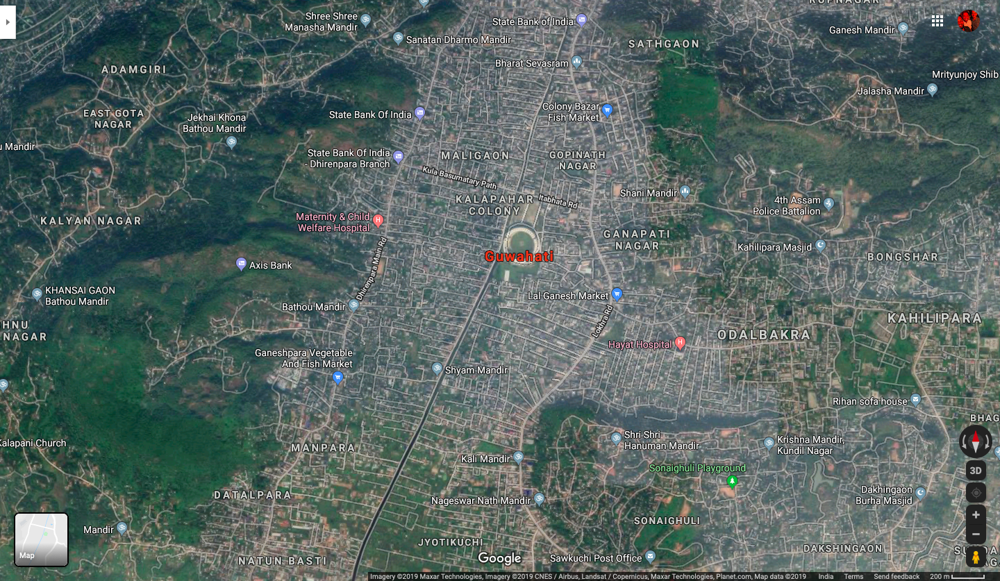 RUPNAGAR
Shree Shree
Manasha Mandir
State Bank of India
Ganesh Mandir
Sanatan Dharmo Mandir
SATHGAON
ADAMGIRI
Bharat Sevasram
Mrityunjoy Shib
Jalasha Mandir
EAST GOTA
NAGAR
Jekhai Khona
Bathou Mandir
State Bank Of India
Colony Bazar
Fish Market
u Mandir
State Bank Of India
- Dhirenpara Branch
MALIGAON
GOPINATH
NAGAR
Kula Basumatary Path
Shani Mandir
KALAPAHAR
COLONY
Itabhata Rd
4th Assam
Police Battalion
KALYAN NAGAR
Maternity & Child
Welfare Hospital
GANAPATI
NAGAR
Kahilipara Masjid
Guwahati
BONGSHAR
Axis Bank
Dhirenpara Main Rd
KHANSAI GAON
Bathou Mandir
Bathou Mandir
Lal Ganesh Market
Lokhra Rd
KAHILIPARA
HNU
NAGAR
ODALBAKRA
Hayat Hospital
Ganeshpara Vegetable
And Fish Market
Shyam Mandir
Rihan sofa house
BHAG
Kalapani Church
Shri Shri
Hanuman Mandir
Krishna Mandir,
Kundil Nagar
MANPARA
Kali Mandir
Sonaighuli Playground
3D
DATALPARA
Nageswar Nath Mandir
Dakhingaon
Burha Masjid
SONAIGHULI
Mandir
JYOTIKUCHI
DAKSHINGAON
Map
NATUN BASTI
Google
Sawkuchi Post Office
Imagery ©2019 Maxar Technologies, Imagery ©2019 CNES / Airbus, Landsat / Copernicus, Maxar Technologies, Planet.com, Map data ©2019
India
Terms
Send feedback
200 m